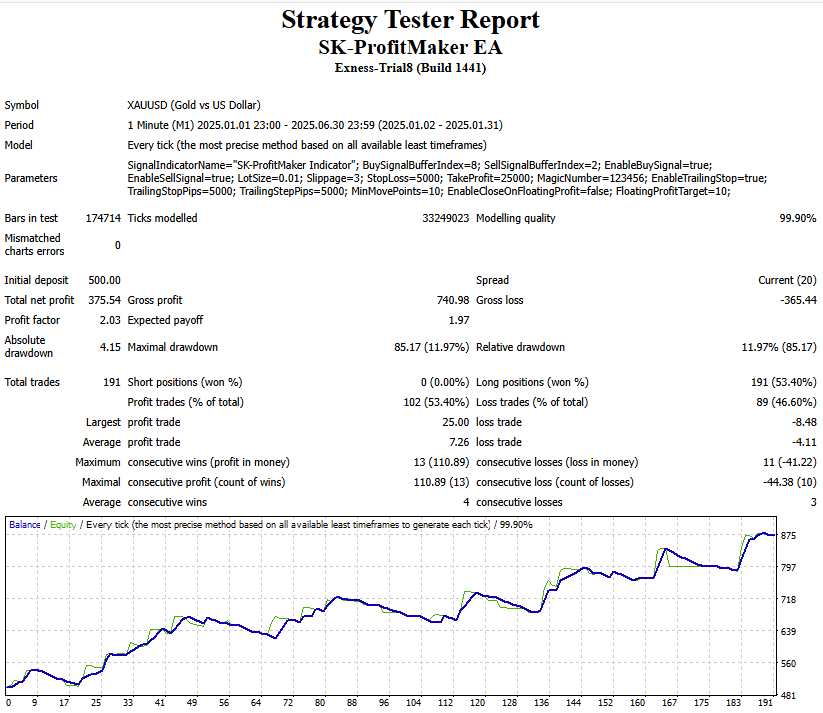 Strategy Tester Report
SK-ProfitMaker EA
Exness-Trial8 (Build 1441)
Symbol XAUUSD (Gold vs US Dollar)
Period 1 Minute (M1) 2025.01.01 23:00 - 2025.06.30 23:59 (2025.01.02 - 2025.01.31)
Model Every tick (the most precise method based on all available least timeframes)
Parameters SignalIndicatorName="SK-ProfitMaker Indicator"; BuySignalBufferIndex=8; SellSignalBufferIndex=2; EnableBuySignal=true;
EnableSellSignal=true; LotSize=0.01; Slippage=3; StopLoss=5000; TakeProfit=25000; MagicNumber=123456; EnableTrailingStop=true;
TrailingStopPips=5000; TrailingStepPips=5000; MinMovePoints=10; EnableCloseOnFloatingProfit=false; FloatingProfitTarget=10;
Bars in test 174714 Ticks modelled 33249023 Modelling quality 99.90%
Mismatched
charts errors 0
Initial deposit 500.00 Spread Current (20)
Total net profit 375.54 Gross profit 740.98 Gross loss -365.44
Profit factor 2.03 Expected payoff 1.97
Absolute
drawdown 4.15 Maximal drawdown 85.17 (11.97%) Relative drawdown 11.97% (85.17)
Total trades 191 Short positions (won %) 0 (0.00%) Long positions (won %) 191 (53.40%)
Profit trades (% of total) 102 (53.40%) Loss trades (% of total) 89 (46.60%)
Largest profit trade 25.00 loss trade -8.48
Average profit trade 7.26 loss trade -4.11
Maximum consecutive wins (profit in money) 13 (110.89) consecutive losses (loss in money) 11 (-41.22)
Maximal consecutive profit (count of wins) 110.89 (13) consecutive loss (count of losses) -44.38 (10)
Average consecutive wins 4 consecutive losses 3
Balance / Equity / Every tick (the most precise method based on all available least timeframes to generate each tick) / 99.90%
875
797
718
639
560
481
0 9 17 25 33 41 49 56 64 72 80 88 96 104 112 120 128 136 144 152 160 167 175 183 191